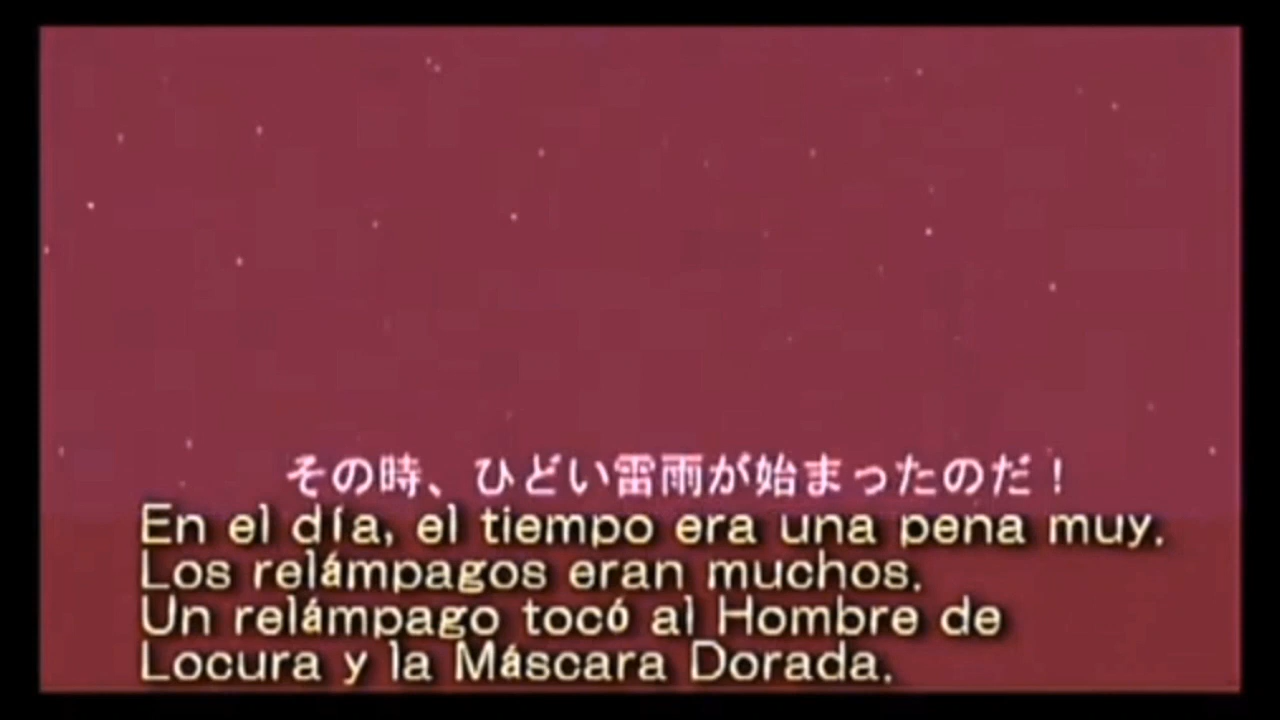 その時、ひどい雷雨が始まったのだ！
En el día, el tiempo era una pena muy.
Los relámpagos eran muchos.
Un relámpago tocó al Hombre de
Locura y la Máscara Dorada.